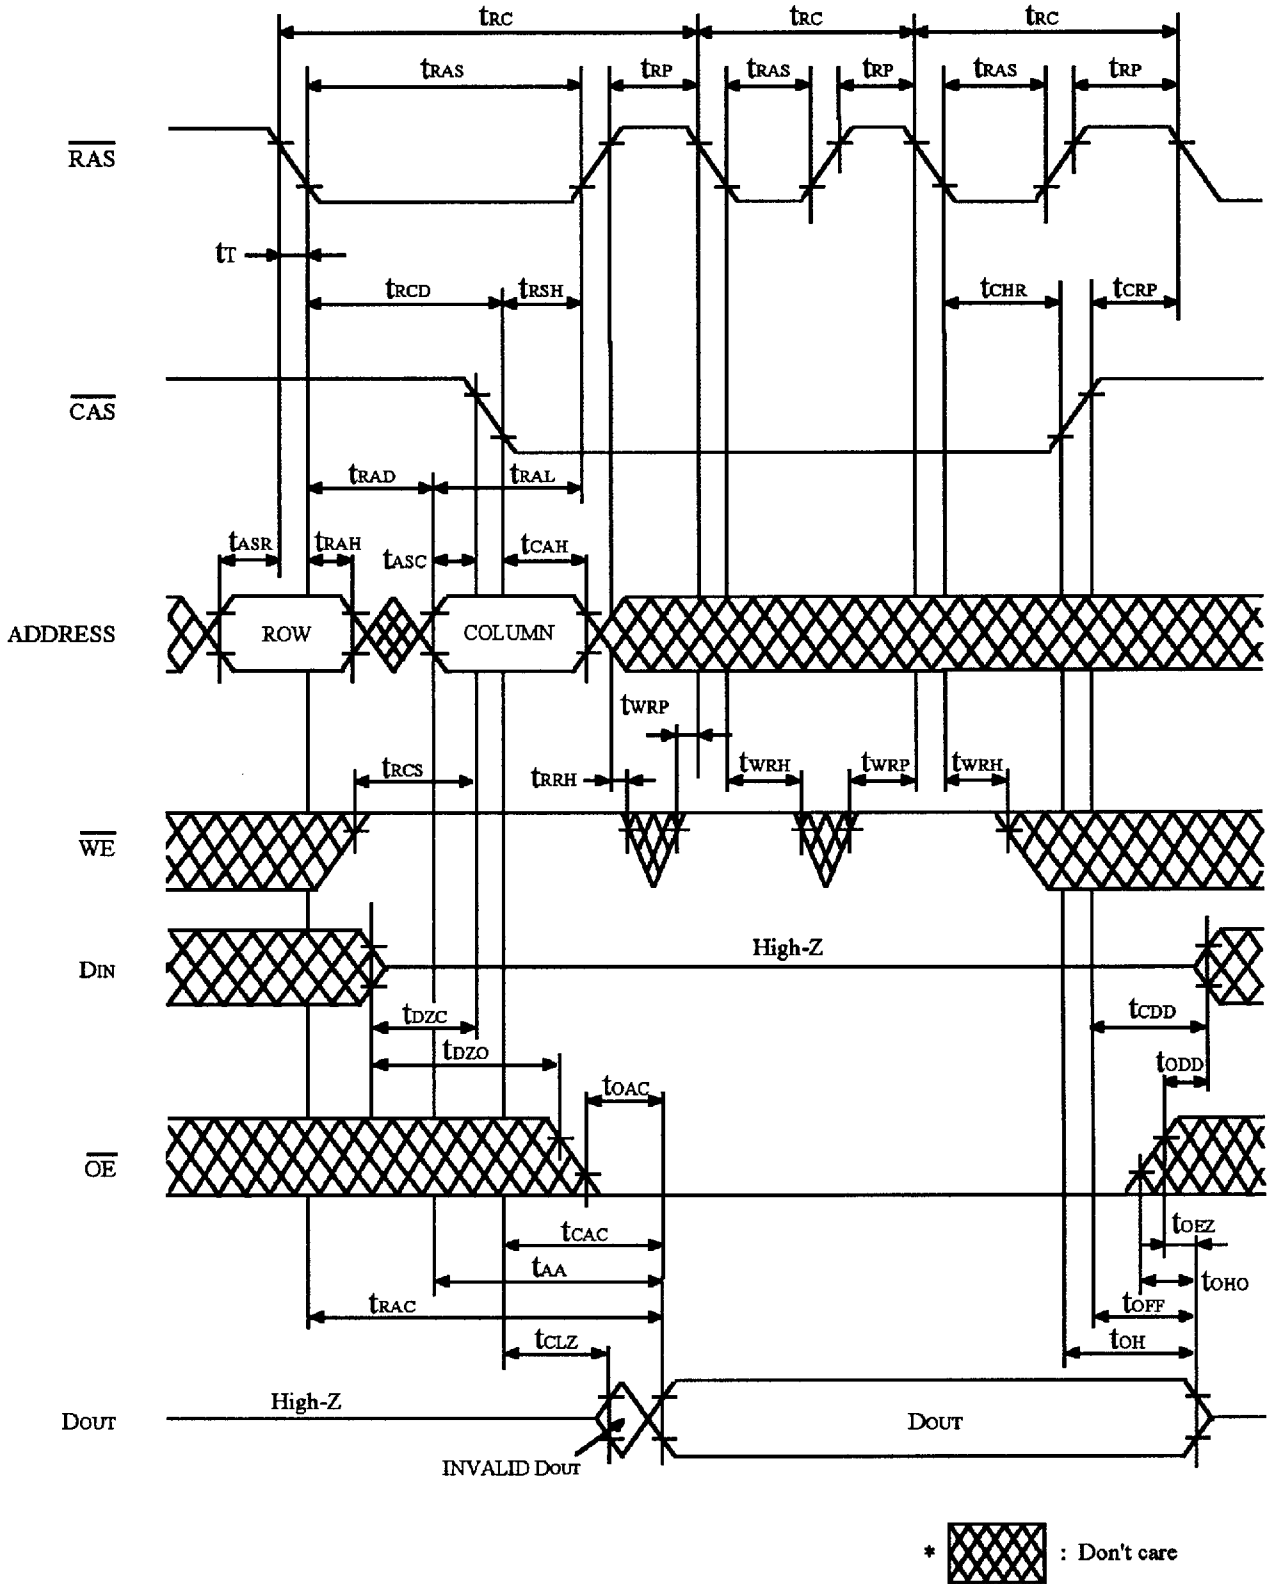 tRC tRC tRC
tRAS tRP tRAS tRP tRAS tRP
RAS
tT
tRCD tRSH tCHR tCRP
CAS
tRAD tRAL
tASR tRAH tASC tCAH
ADDRESS ROW COLUMN
tWRP
tRCS tRRH tWRH tWRP tWRH
WE
High-Z
DIN
tDZC tCDD
tDZO tODD
tOAC
OE
tCAC tOEZ
tAA tOHO
tRAC tOFF
tCLZ tOH
High-Z
DOUT DOUT
INVALID DOUT
* : Don't care